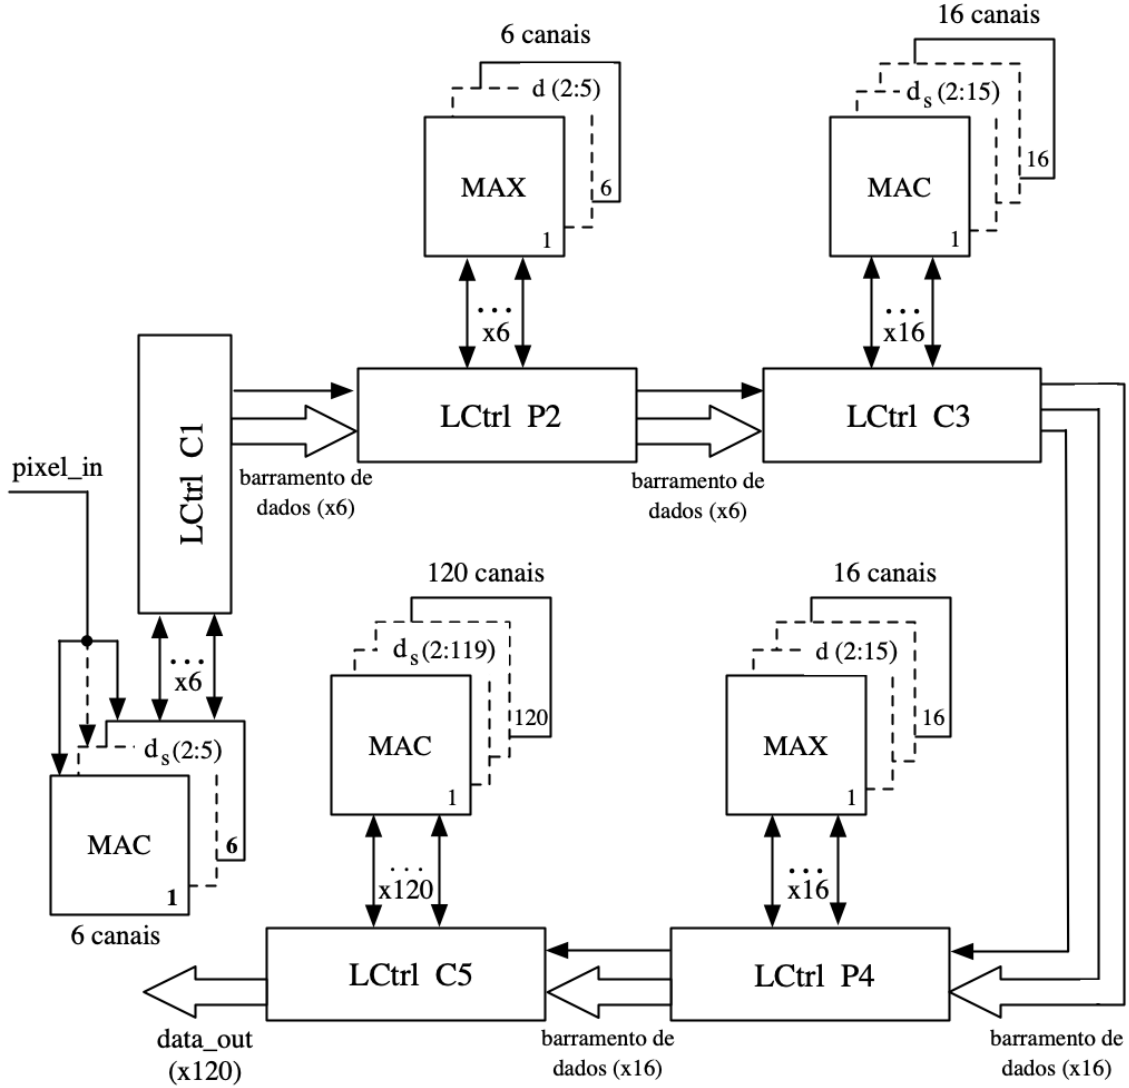 16 canais
6 canais
d (2:5)
d s (2:15)
MAX
6
1
MAC
16
1
...
x6
...
x16
LCtrl C1
LCtrl P2
LCtrl C3
pixel_in
barramento de
dados (x6)
barramento de
dados (x6)
120 canais
16 canais
...
x6
d s (2:119)
d (2:15)
d s (2:5)
MAC
120
1
MAX
16
1
MAC
6
1
...
x120
...
x16
6 canais
LCtrl C5
LCtrl P4
data_out
(x120)
barramento de
dados (x16)
barramento de
dados (x16)